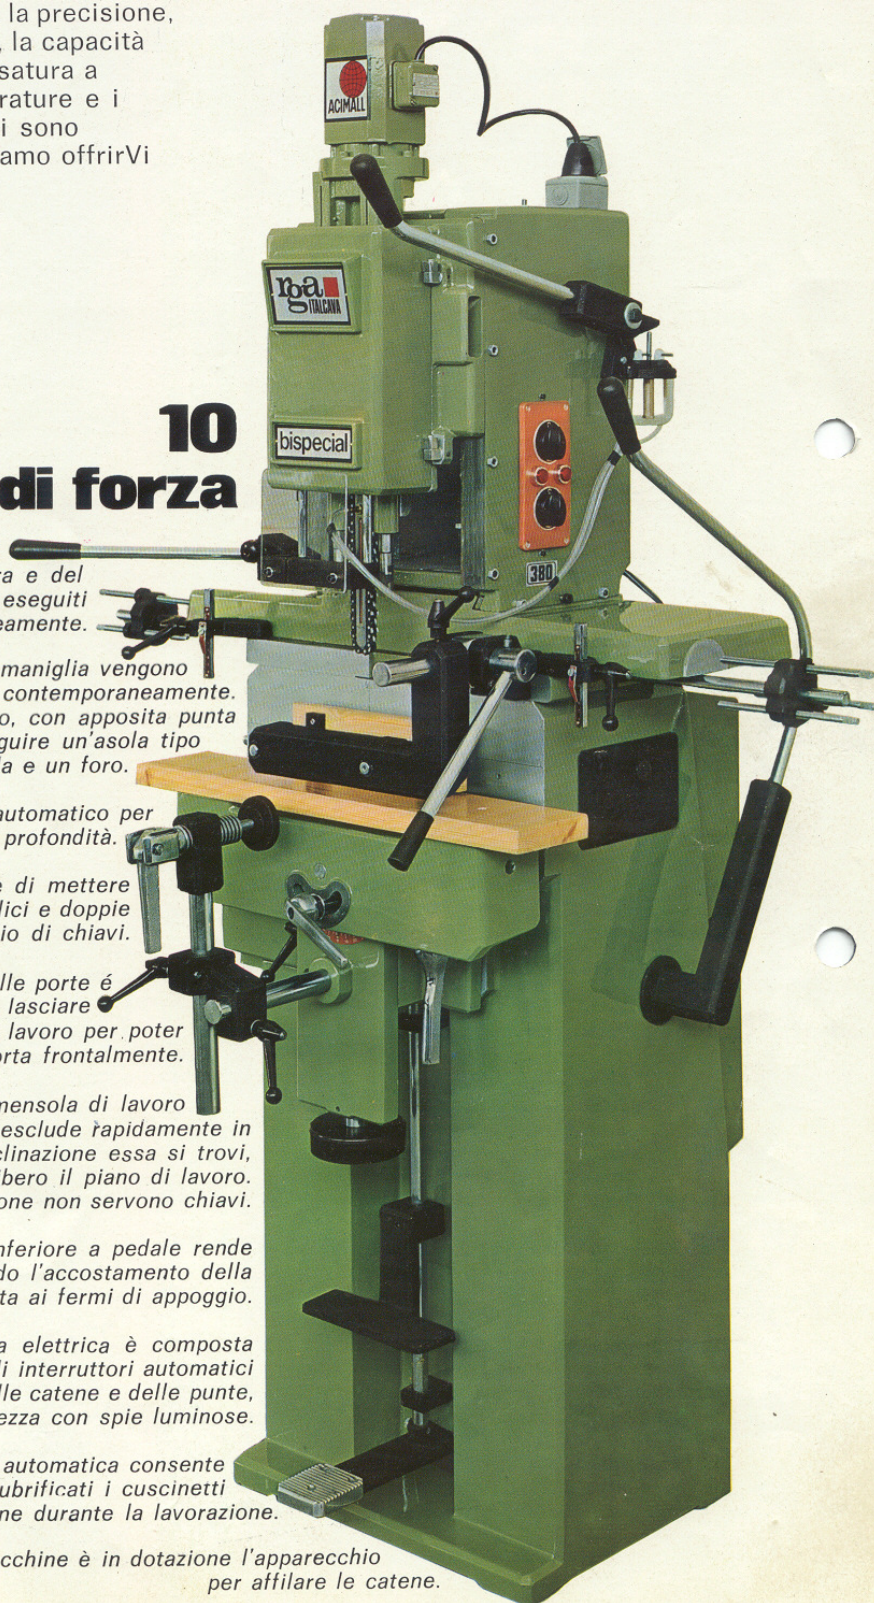 la precisione,
, la capacità
satura a
rature e i
i sono
amo offrirVi
ACIMALL
rga
ITALCAVA
bispecial
380
10
di forza
a e del
eseguiti
eamente.
maniglia vengono
contemporaneamente.
o, con apposita punta
guire un'asola tipo
la e un foro.
automatico per
profondità.
e di mettere
lici e doppie
io di chiavi.
lle porte é
lasciare
lavoro per poter
orta frontalmente.
mensola di lavoro
esclude rapidamente in
clinazione essa si trovi,
ibero il piano di lavoro.
one non servono chiavi.
nferiore a pedale rende
do l'accostamento della
ta ai fermi di appoggio.
a elettrica è composta
li interruttori automatici
elle catene e delle punte,
ezza con spie luminose.
automatica consente
ubrificati i cuscinetti
ne durante la lavorazione.
cchine è in dotazione l'apparecchio
per affilare le catene.